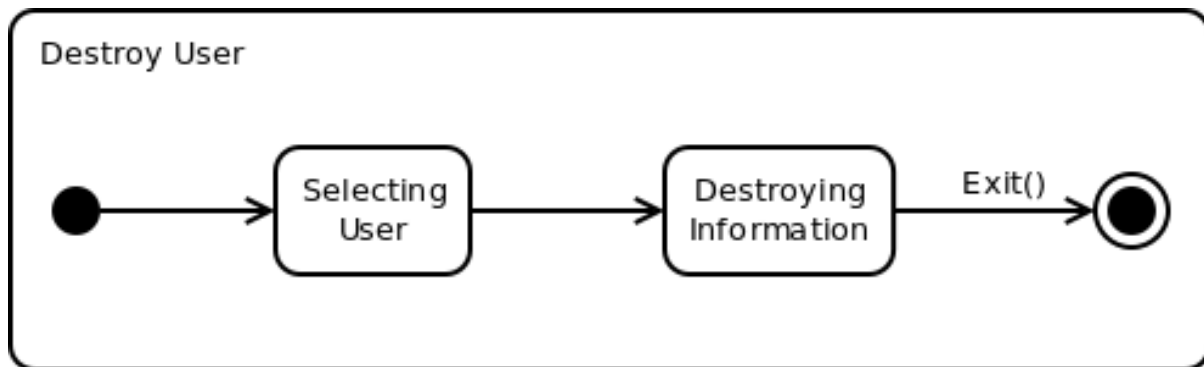 Destroy User
Selecting
User
Destroying
Information
Exit()